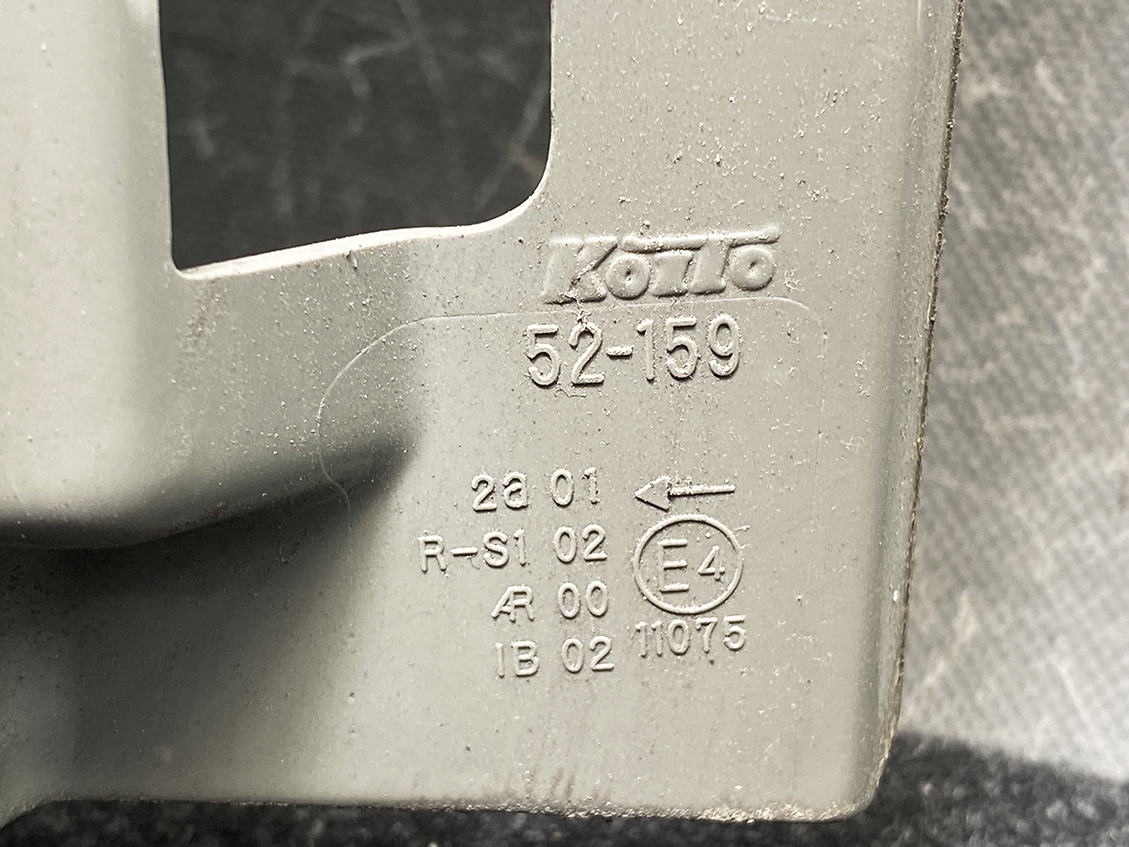 KOITO
52-159
2a 01 ←
R-S1 02
E4
AR 00
IB 02
11075